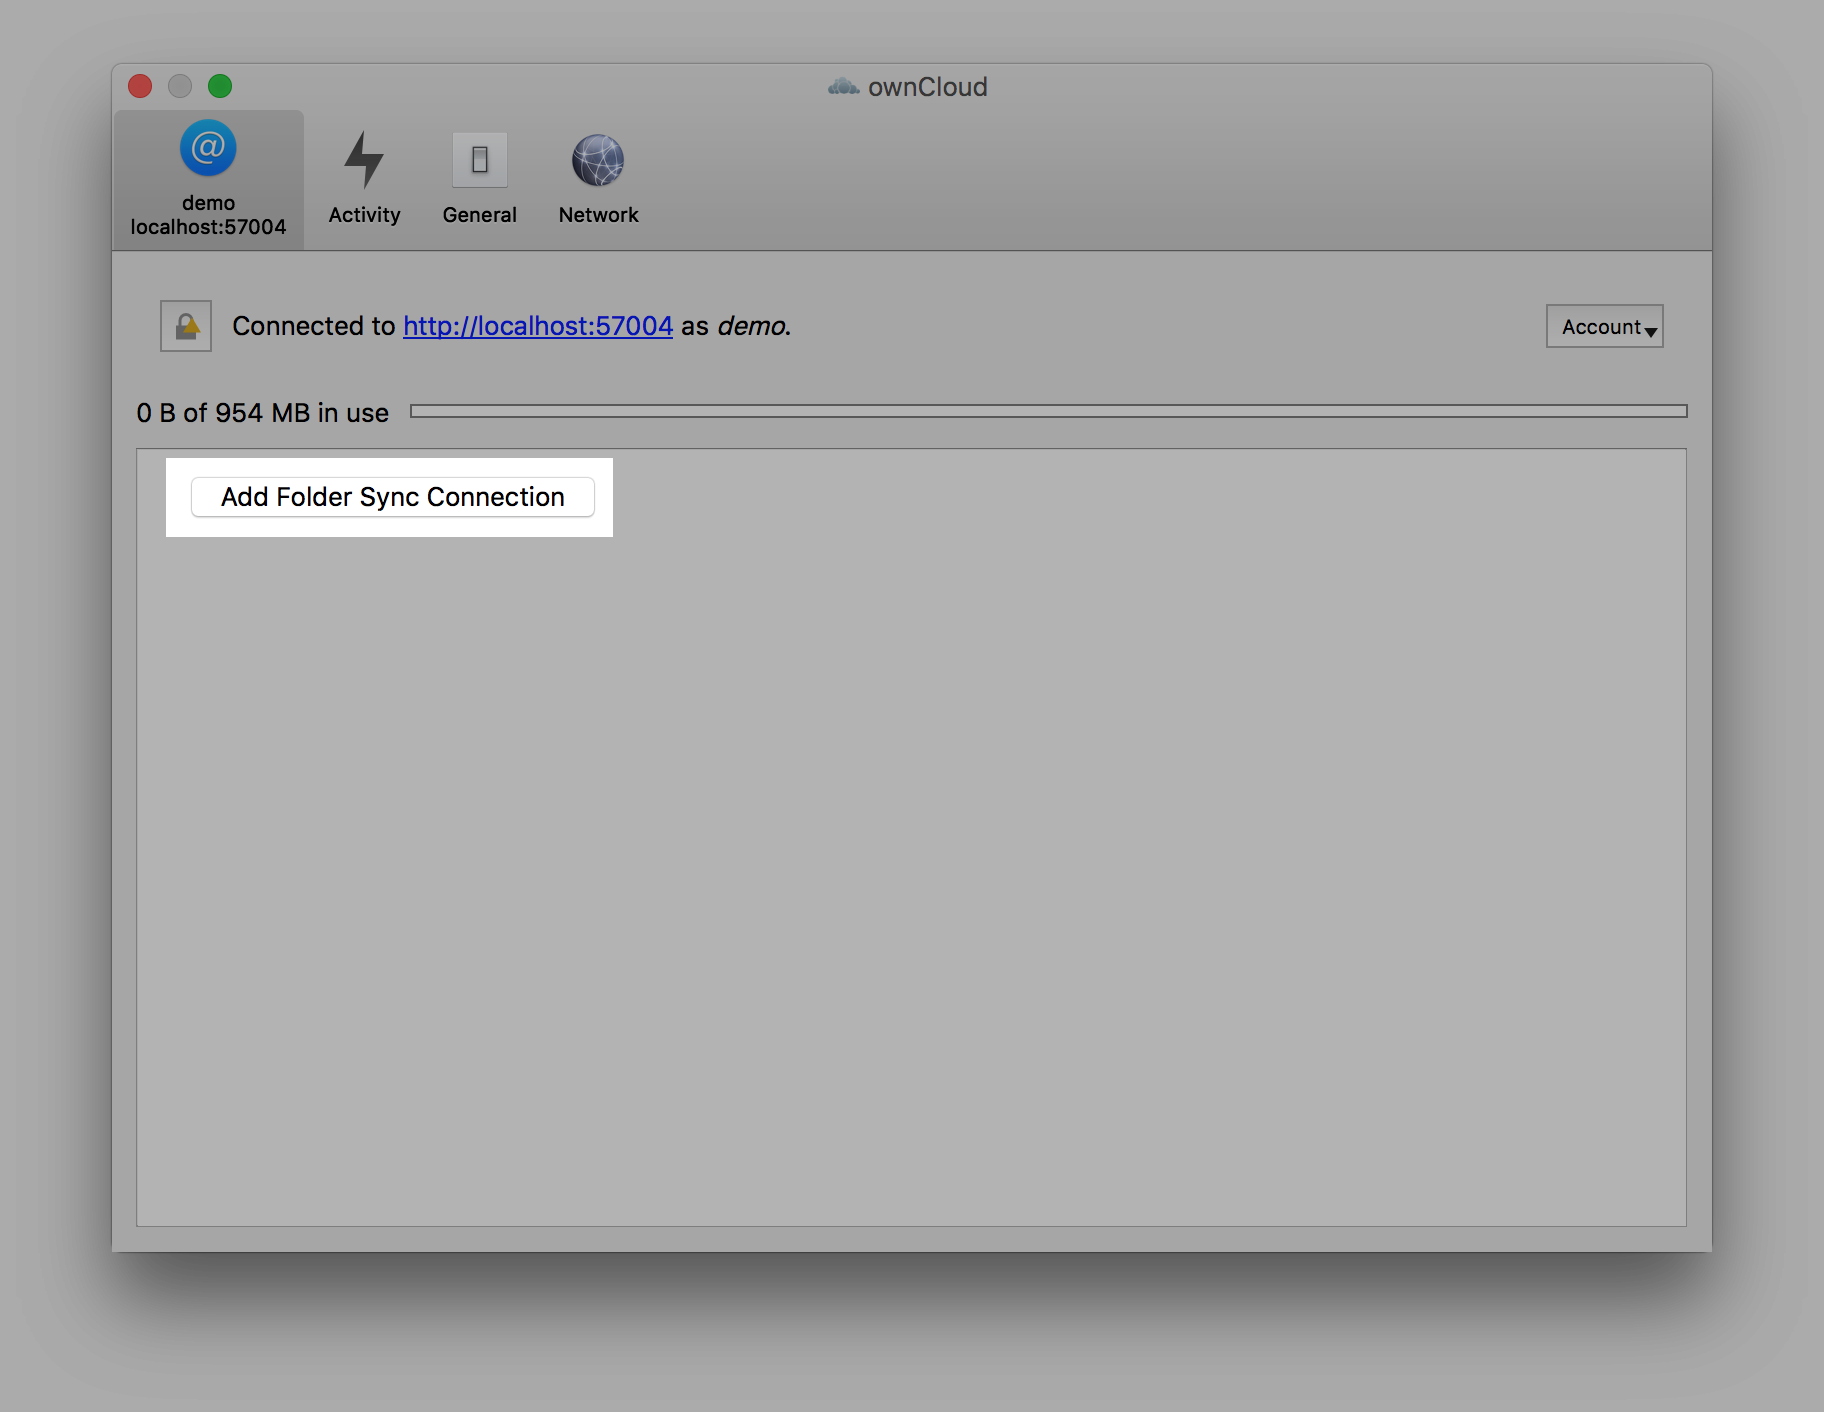 ownCloud
@
demo
localhost:57004
Activity
General
Network
Connected to http://localhost:57004 as demo.
Account
0 B of 954 MB in use
Add Folder Sync Connection